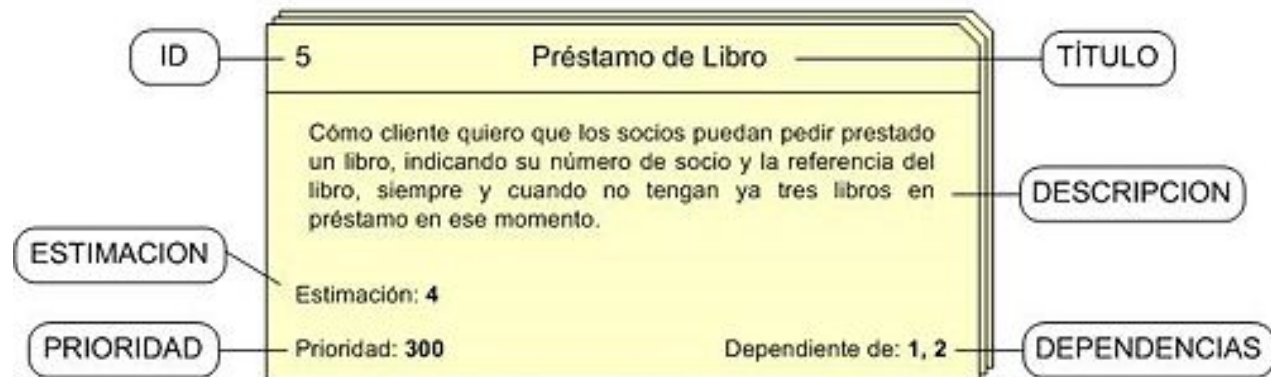 ID
5
Préstamo de Libro
TÍTULO
Cómo cliente quiero que los socios puedan pedir prestado
un libro, indicando su número de socio y la referencia del
libro, siempre y cuando no tengan ya tres libros en
préstamo en ese momento.
DESCRIPCION
ESTIMACION
Estimación: 4
PRIORIDAD
Prioridad: 300
Dependiente de: 1, 2
DEPENDENCIAS